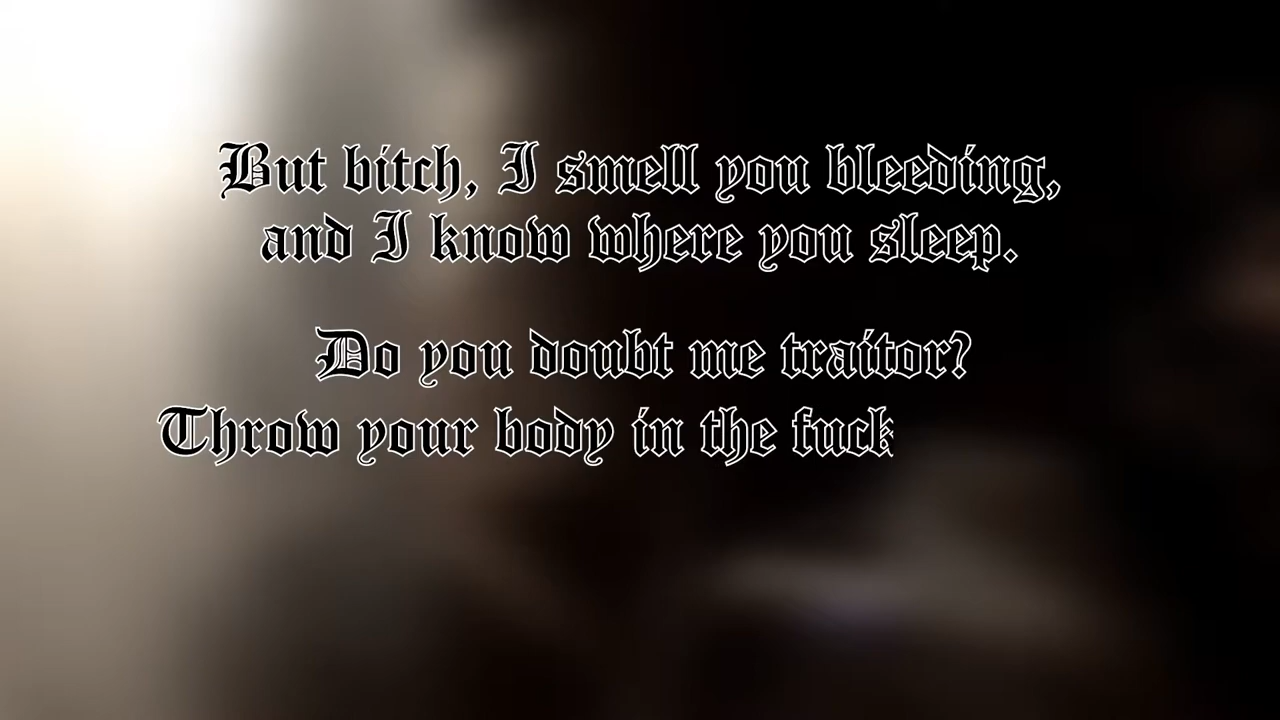 But bitch, I smell you bleeding,
and I know where you sleep.
Do you doubt me traitor?
Throw your body in the fuck